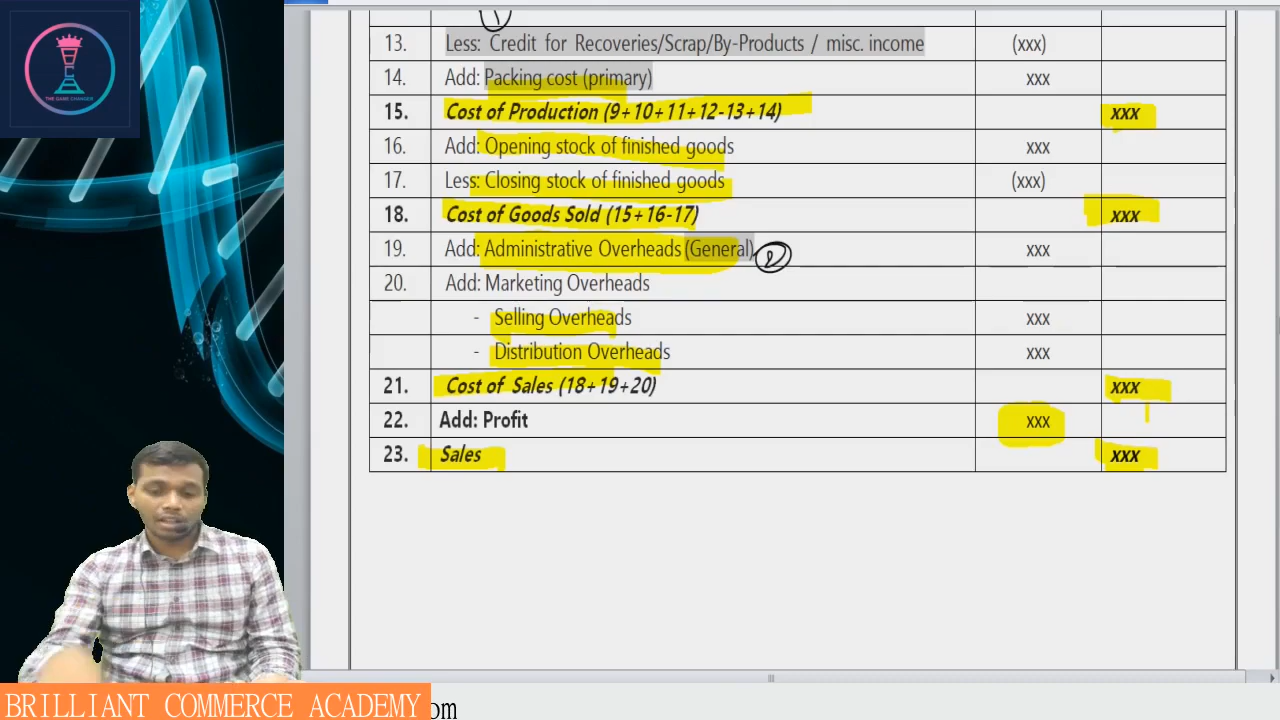 THE GAME CHANGER
1
13. Less: Credit for Recoveries/Scrap/By-Products / misc. income (xxx)
14. Add: Packing cost (primary) xxx
15. Cost of Production (9+10+11+12-13+14) xxx
16. Add: Opening stock of finished goods xxx
17. Less: Closing stock of finished goods (xxx)
18. Cost of Goods Sold (15+16-17) xxx
19. Add: Administrative Overheads (General) 2 xxx
20. Add: Marketing Overheads
- Selling Overheads xxx
- Distribution Overheads xxx
21. Cost of Sales (18+19+20) xxx
22. Add: Profit xxx
23. Sales xxx
BRILLIANT COMMERCE ACADEMY om